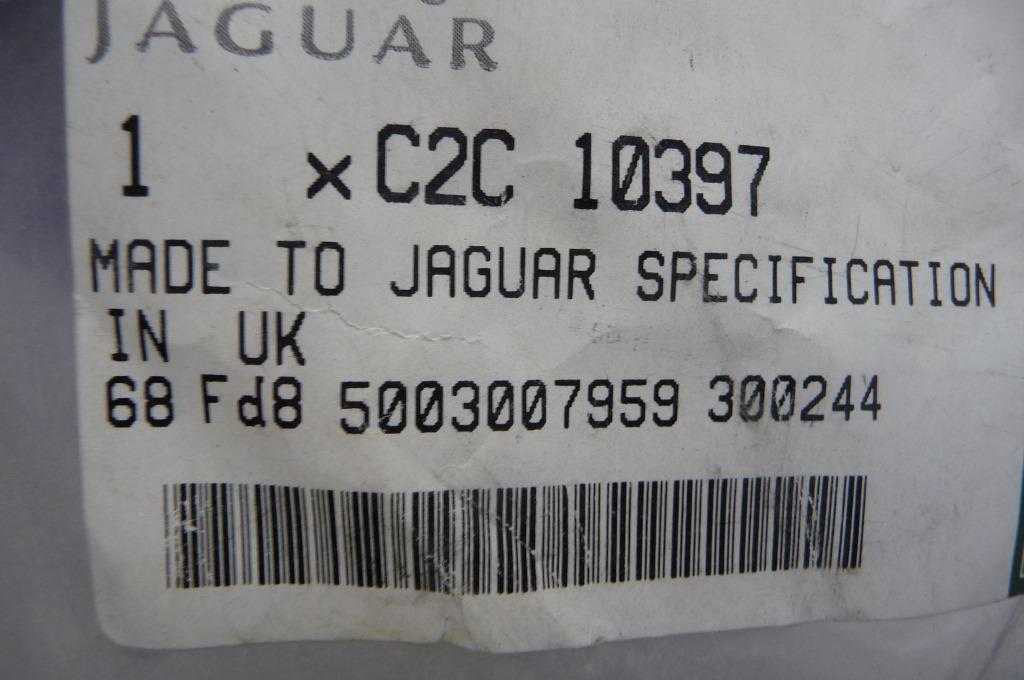 JAGUAR
1 x C2C 10397
MADE TO JAGUAR SPECIFICATION
IN UK
68 Fd8 5003007959 300244